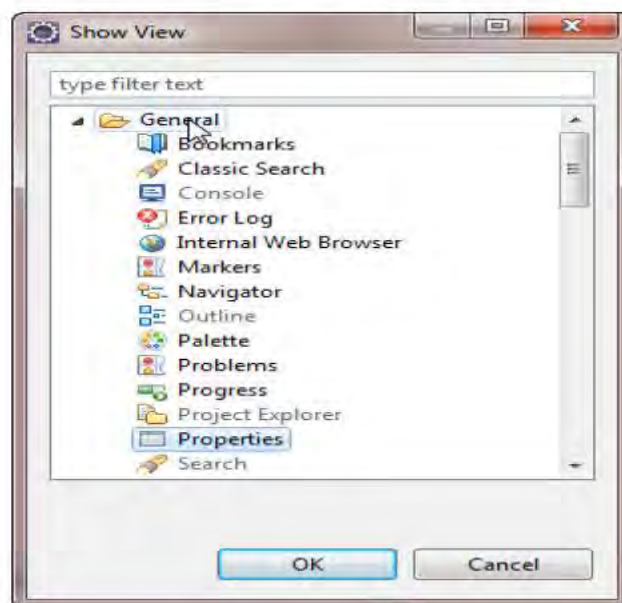 Show View
type filter text
General
Bookmarks
Classic Search
Console
Error Log
Internal Web Browser
Markers
Navigator
Outline
Palette
Problems
Progress
Project Explorer
Properties
Search
OK
Cancel